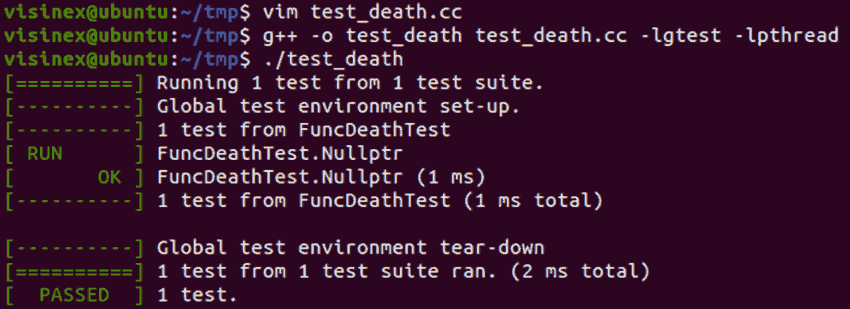 visinex@ubuntu:~/tmp$ vim test_death.cc
visinex@ubuntu:~/tmp$ g++ -o test_death test_death.cc -lgtest -lpthread
visinex@ubuntu:~/tmp$ ./test_death
[==========] Running 1 test from 1 test suite.
[----------] Global test environment set-up.
[----------] 1 test from FuncDeathTest
[ RUN      ] FuncDeathTest.Nullptr
[       OK ] FuncDeathTest.Nullptr (1 ms)
[----------] 1 test from FuncDeathTest (1 ms total)
[----------] Global test environment tear-down
[==========] 1 test from 1 test suite ran. (2 ms total)
[  PASSED  ] 1 test.